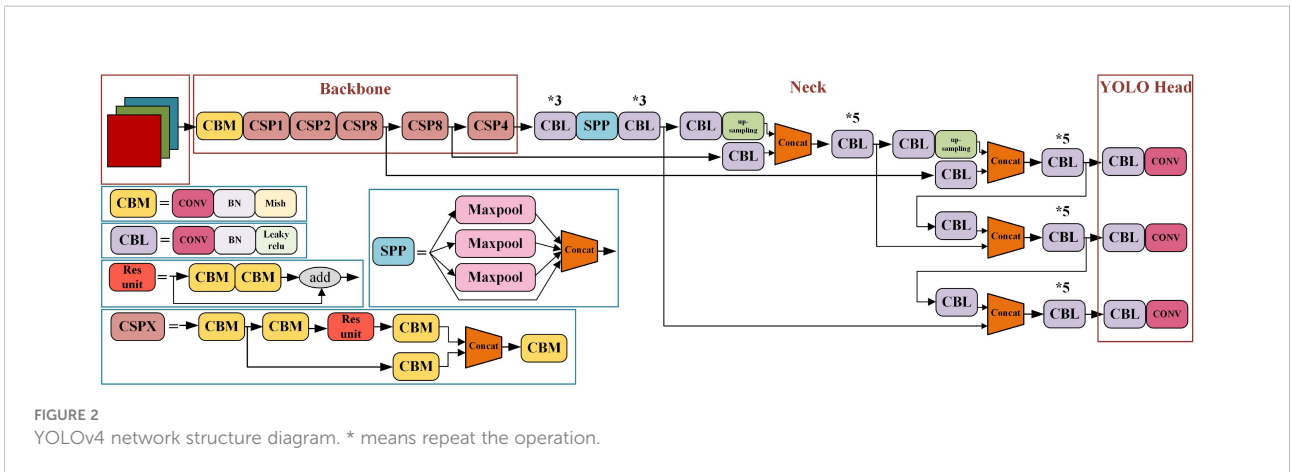 Backbone
Neck
YOLO Head
*3
*3
*5
*5
CBM CSP1 CSP2 CSP8 CSP8 CSP4 CBL SPP CBL CBL up-sampling Concat CBL CBL up-sampling Concat CBL CBL CONV
CBL
CBL
CBM = CONV BN Mish
CBL = CONV BN Leaky relu
Res unit = CBM CBM add
SPP = Maxpool Maxpool Maxpool Concat
CSPX = CBM CBM Res unit CBM CBM Concat CBM
*5
CBL Concat CBL CBL CONV
*5
CBL Concat CBL CBL CONV
FIGURE 2
YOLOv4 network structure diagram. * means repeat the operation.